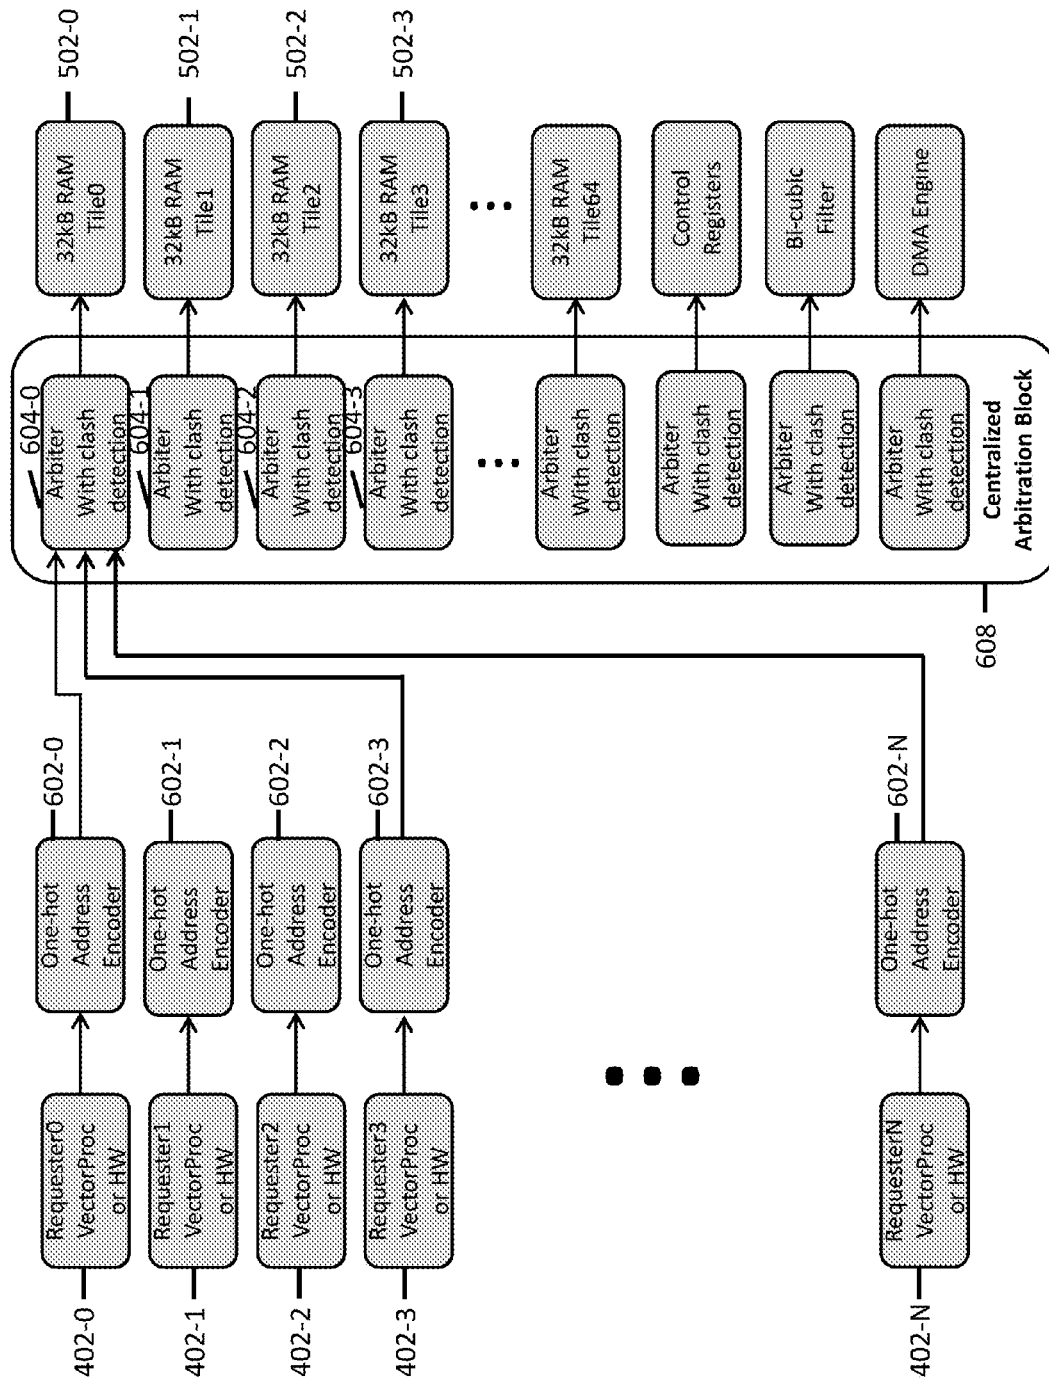 402-0
Requester0
VectorProc
or HW
One-hot
Address
Encoder
602-0
604-0
Arbiter
With clash
detection
32kB RAM
Tile0
502-0
402-1
Requester1
VectorProc
or HW
One-hot
Address
Encoder
602-1
604-1
Arbiter
With clash
detection
32kB RAM
Tile1
502-1
402-2
Requester2
VectorProc
or HW
One-hot
Address
Encoder
602-2
604-2
Arbiter
With clash
detection
32kB RAM
Tile2
502-2
402-3
Requester3
VectorProc
or HW
One-hot
Address
Encoder
602-3
604-3
Arbiter
With clash
detection
32kB RAM
Tile3
502-3
Arbiter
With clash
detection
32kB RAM
Tile64
Arbiter
With clash
detection
Control
Registers
Arbiter
With clash
detection
Bi-cubic
Filter
402-N
RequesterN
VectorProc
or HW
One-hot
Address
Encoder
602-N
Arbiter
With clash
detection
DMA Engine
608
Centralized
Arbitration Block